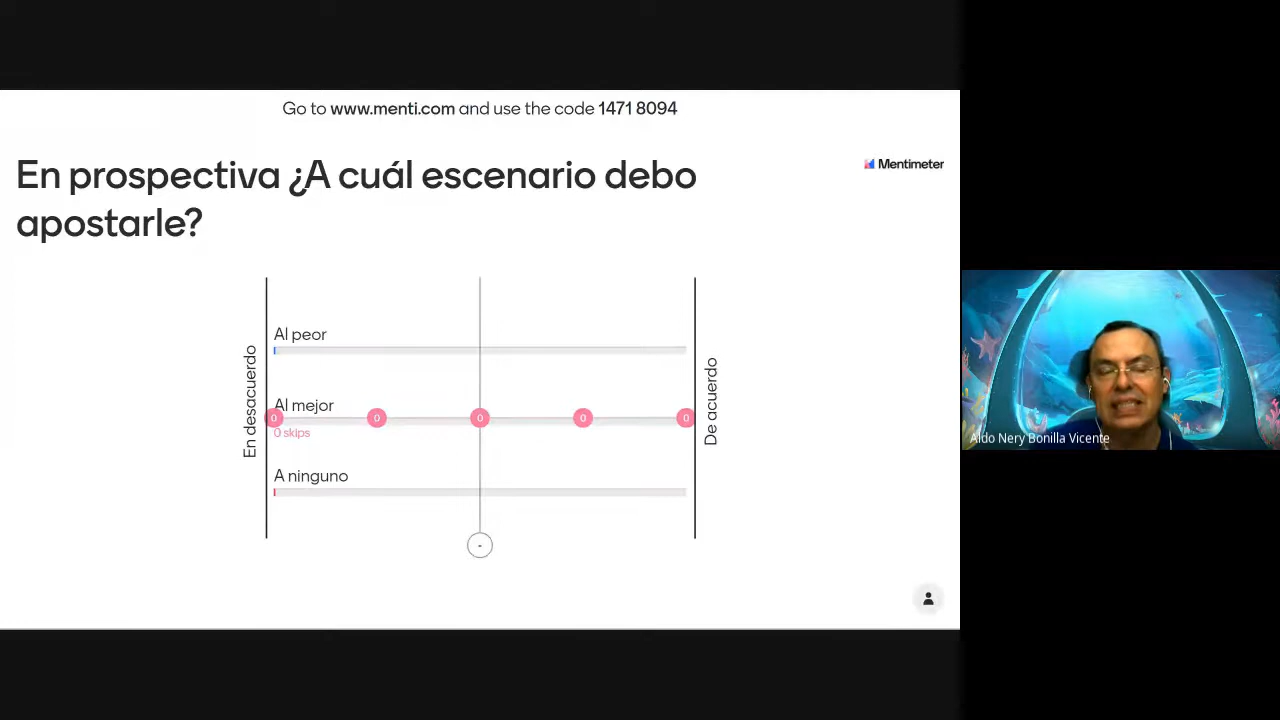 Go to www.menti.com and use the code 1471 8094
En prospectiva ¿A cuál escenario debo
apostarle?
Mentimeter
En desacuerdo
Al peor
Al mejor
0 0 0 0 0
0 skips
A ninguno
De acuerdo
-
Aldo Nery Bonilla Vicente